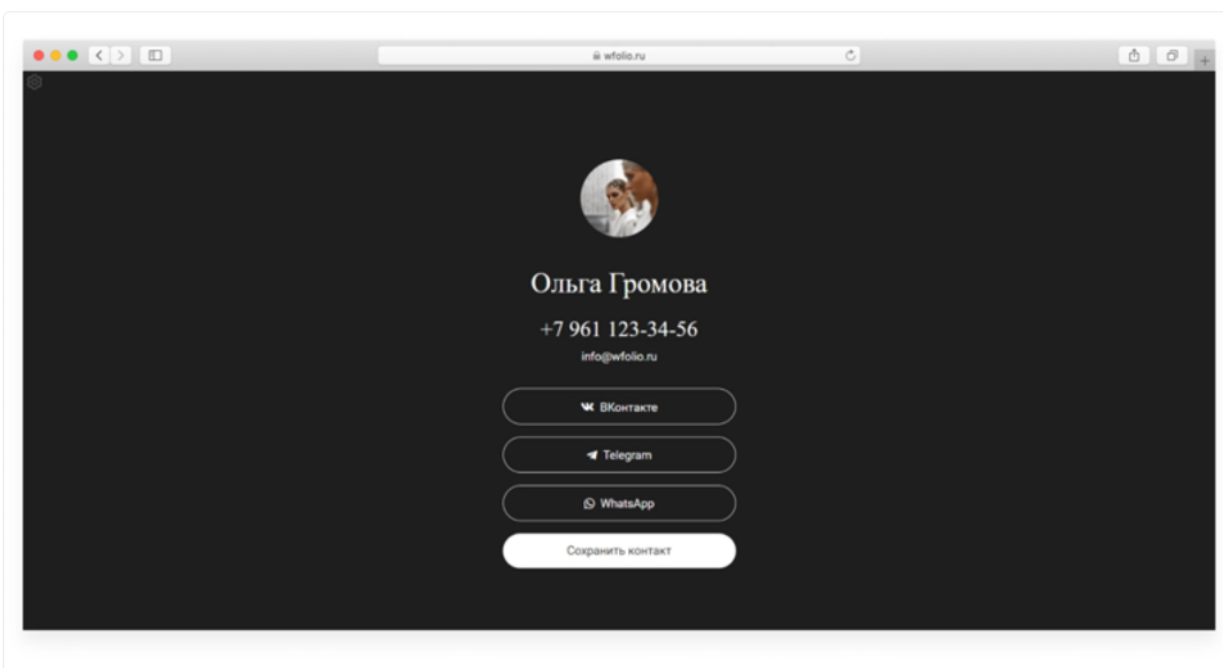 wfolio.ru
Ольга Громова
+7 961 123-34-56
info@wfolio.ru
ВКонтакте
Telegram
WhatsApp
Сохранить контакт